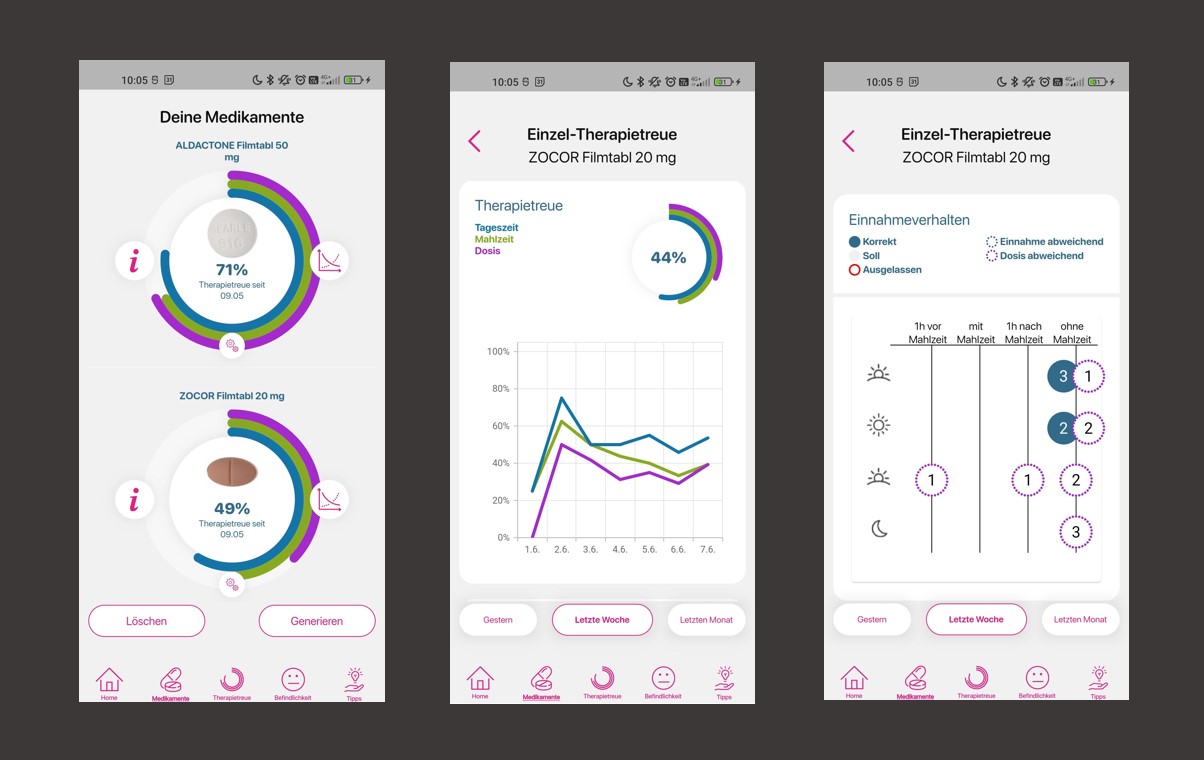 10:05
31
4G+
31
Deine Medikamente
ALDACTONE Filmtabl 50
mg
71%
Therapietreue seit
09.05
ZOCOR Filmtabl 20 mg
49%
Therapietreue seit
09.05
Löschen
Generieren
Home
Medikamente
Therapietreue
Befindlichkeit
Tipps
10:05
31
4G+
31
Einzel-Therapietreue
ZOCOR Filmtabl 20 mg
Therapietreue
Tageszeit
Mahlzeit
Dosis
44%
100%
80%
60%
40%
20%
0%
1.6. 2.6. 3.6. 4.6. 5.6. 6.6. 7.6.
Gestern
Letzte Woche
Letzten Monat
Home
Medikamente
Therapietreue
Befindlichkeit
Tipps
10:05
31
4G+
31
Einzel-Therapietreue
ZOCOR Filmtabl 20 mg
Einnahmeverhalten
Korrekt
Einnahme abweichend
Soll
Dosis abweichend
Ausgelassen
1h vor mit 1h nach ohne
Mahlzeit Mahlzeit Mahlzeit Mahlzeit
3 1
2 2
1 1 2
3
Gestern
Letzte Woche
Letzten Monat
Home
Medikamente
Therapietreue
Befindlichkeit
Tipps